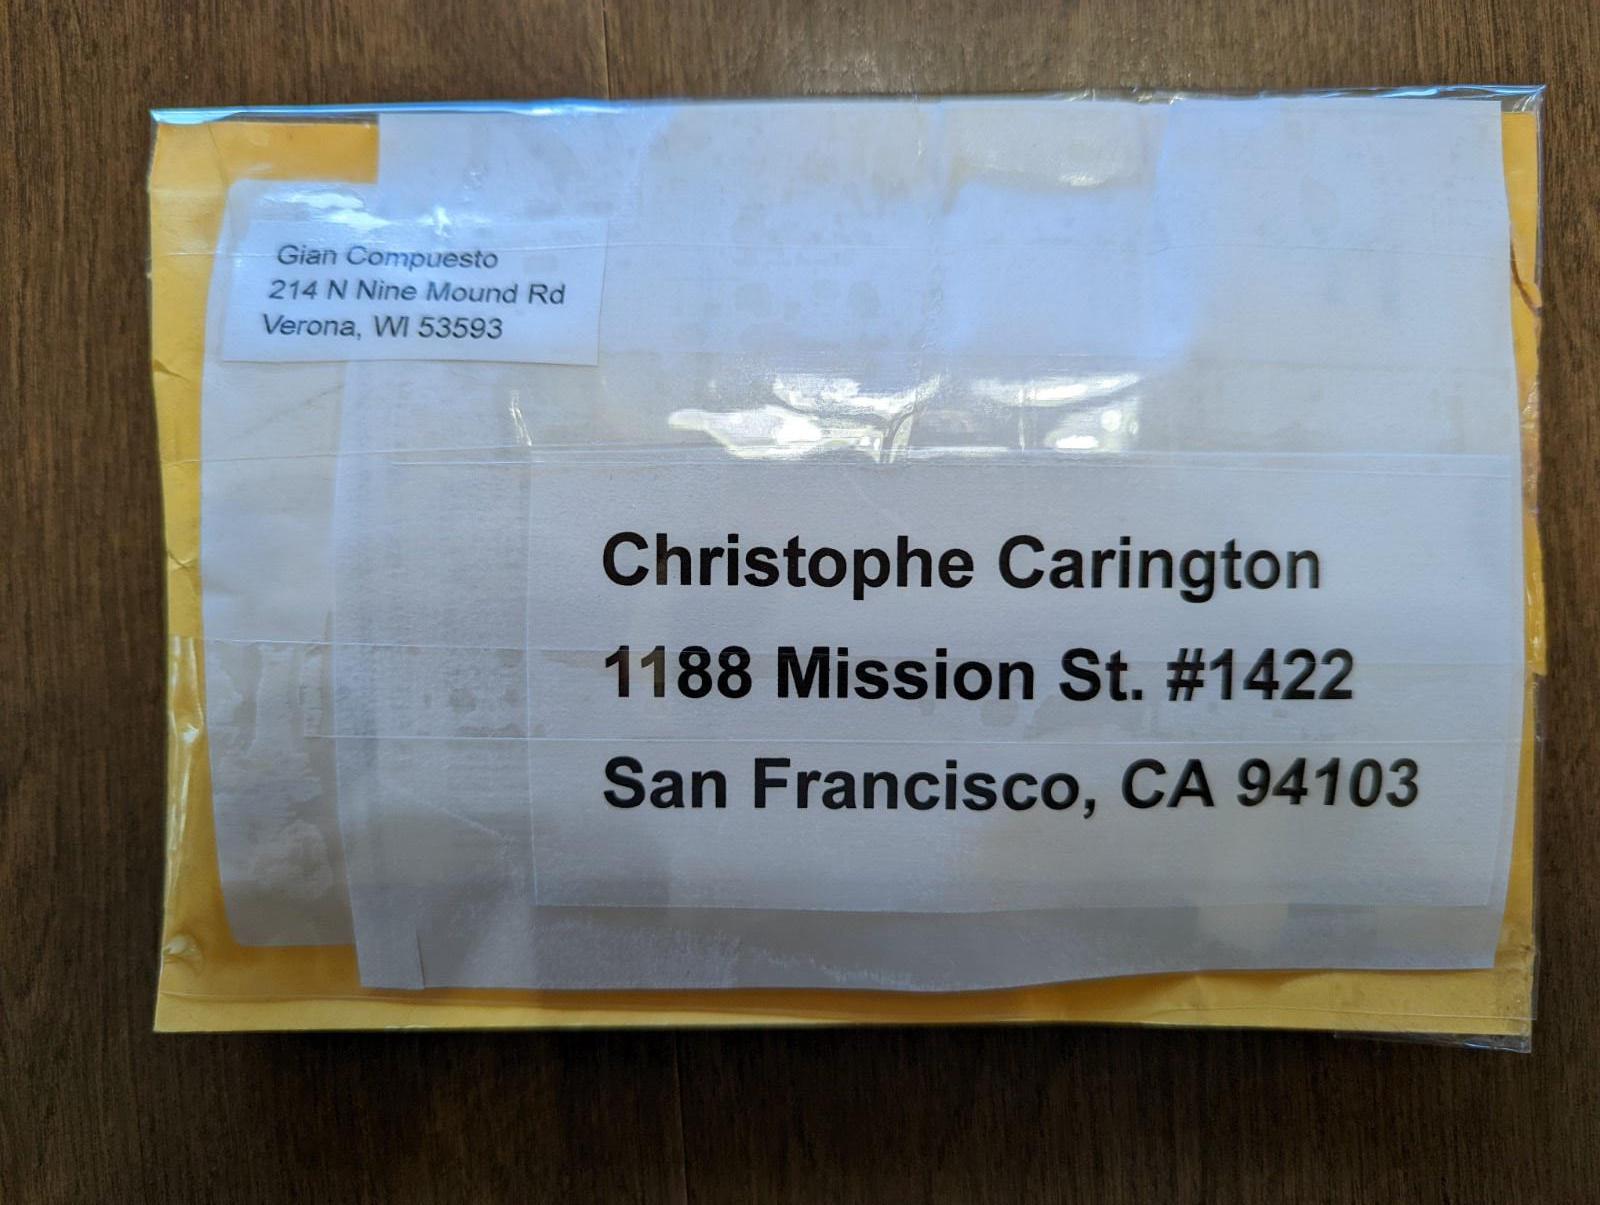 Gian Compuesto
214 N Nine Mound Rd
Verona, WI 53593
Christophe Carington
1188 Mission St. #1422
San Francisco, CA 94103